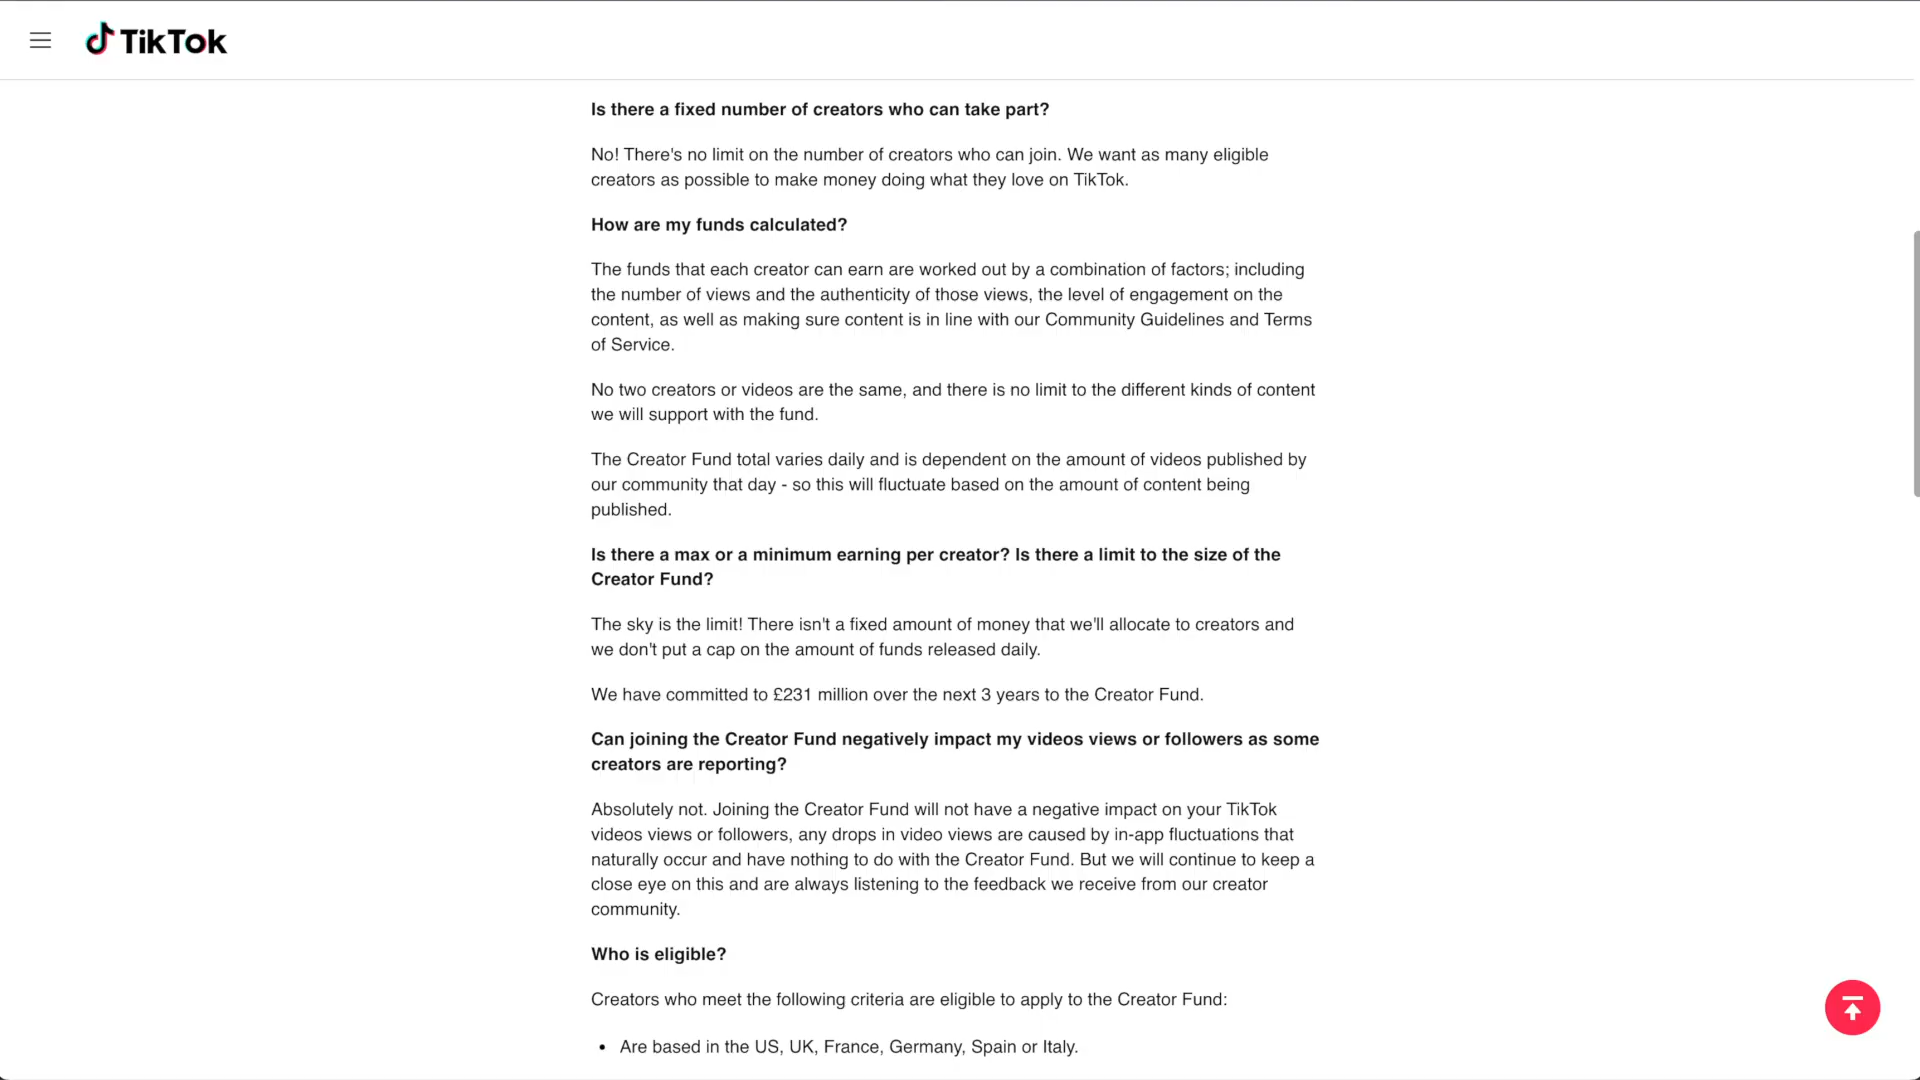 TikTok
Is there a fixed number of creators who can take part?
No! There's no limit on the number of creators who can join. We want as many eligible
creators as possible to make money doing what they love on TikTok.
How are my funds calculated?
The funds that each creator can earn are worked out by a combination of factors; including
the number of views and the authenticity of those views, the level of engagement on the
content, as well as making sure content is in line with our Community Guidelines and Terms
of Service.
No two creators or videos are the same, and there is no limit to the different kinds of content
we will support with the fund.
The Creator Fund total varies daily and is dependent on the amount of videos published by
our community that day - so this will fluctuate based on the amount of content being
published.
Is there a max or a minimum earning per creator? Is there a limit to the size of the
Creator Fund?
The sky is the limit! There isn't a fixed amount of money that we'll allocate to creators and
we don't put a cap on the amount of funds released daily.
We have committed to £231 million over the next 3 years to the Creator Fund.
Can joining the Creator Fund negatively impact my videos views or followers as some
creators are reporting?
Absolutely not. Joining the Creator Fund will not have a negative impact on your TikTok
videos views or followers, any drops in video views are caused by in-app fluctuations that
naturally occur and have nothing to do with the Creator Fund. But we will continue to keep a
close eye on this and are always listening to the feedback we receive from our creator
community.
Who is eligible?
Creators who meet the following criteria are eligible to apply to the Creator Fund:
• Are based in the US, UK, France, Germany, Spain or Italy.